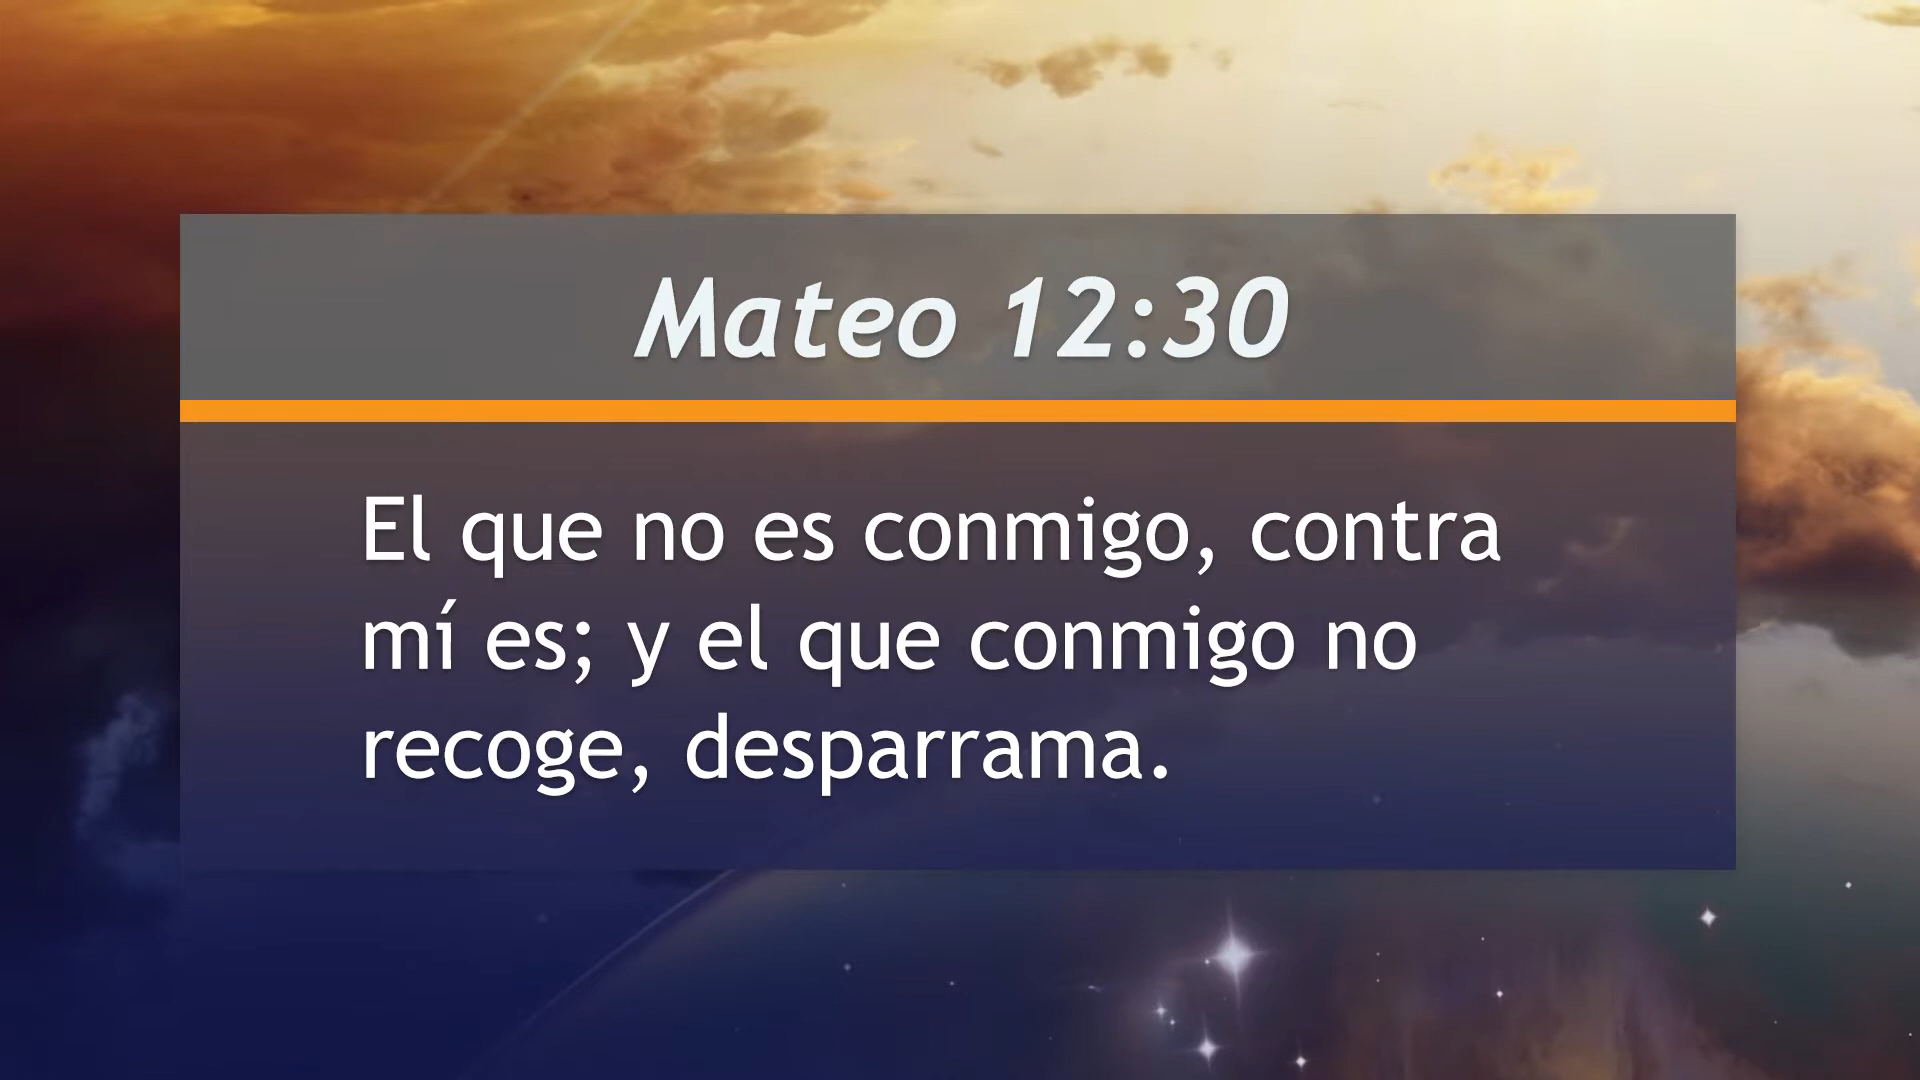 Mateo 12:30
El que no es conmigo, contra
mí es; y el que conmigo no
recoge, desparrama.